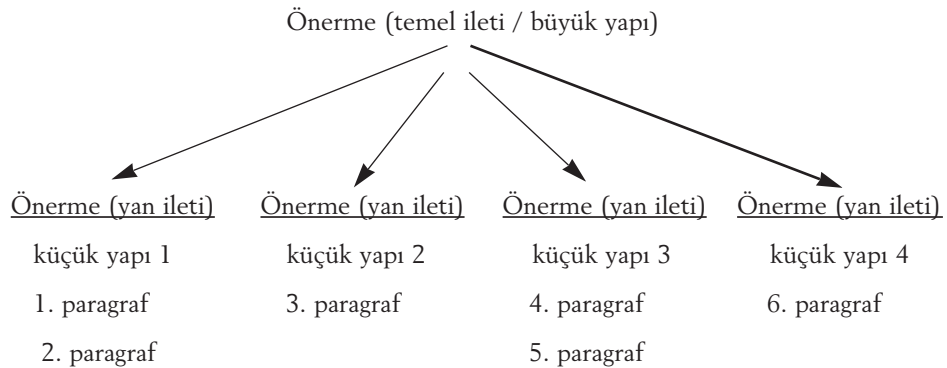 Önerme (temel ileti / büyük yapı)
Önerme (yan ileti) Önerme (yan ileti) Önerme (yan ileti) Önerme (yan ileti)
küçük yapı 1 küçük yapı 2 küçük yapı 3 küçük yapı 4
1. paragraf 3. paragraf 4. paragraf 6. paragraf
2. paragraf 5. paragraf